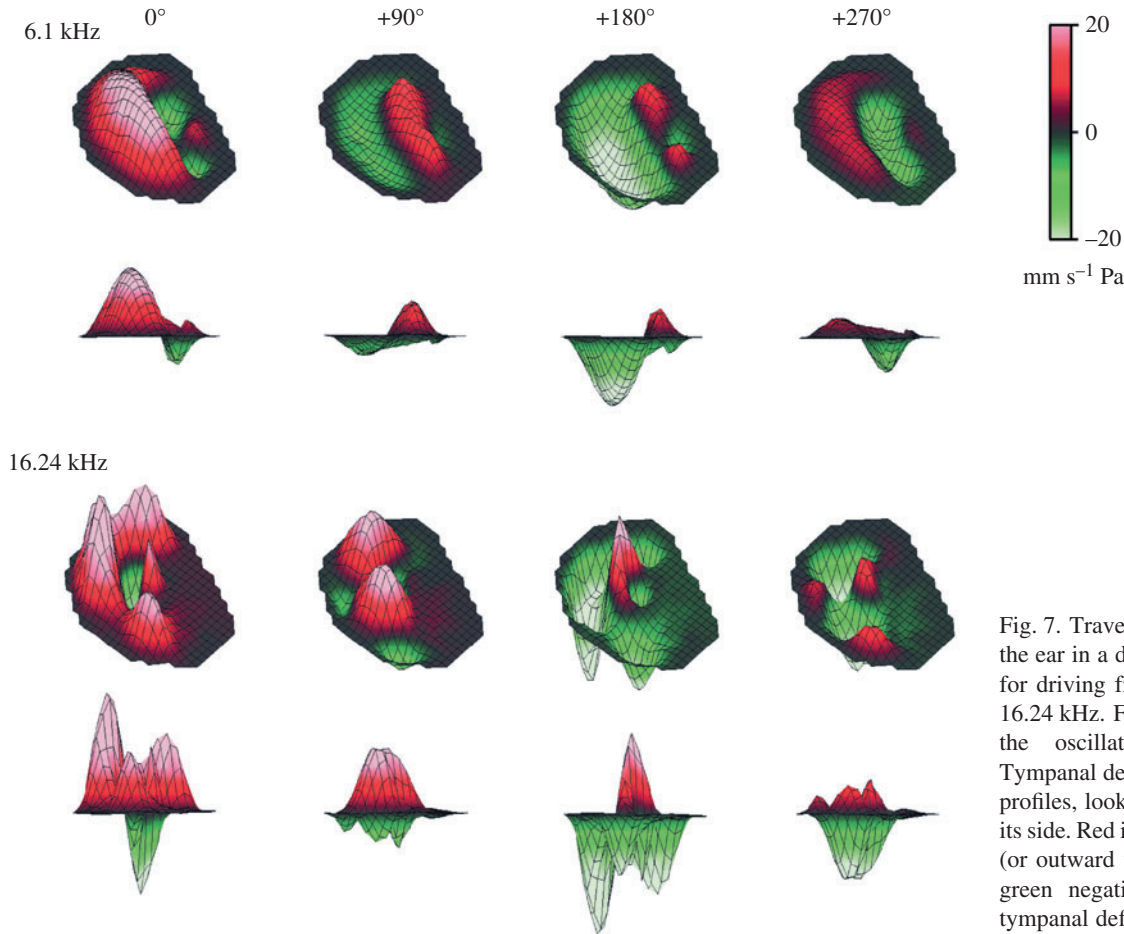 0° +90° +180° +270°
6.1 kHz
20
0
–20
mm s–1 Pa
16.24 kHz
Fig. 7. Trave
the ear in a d
for driving fr
16.24 kHz. F
the oscillat
Tympanal de
profiles, look
its side. Red i
(or outward
green negati
tympanal def